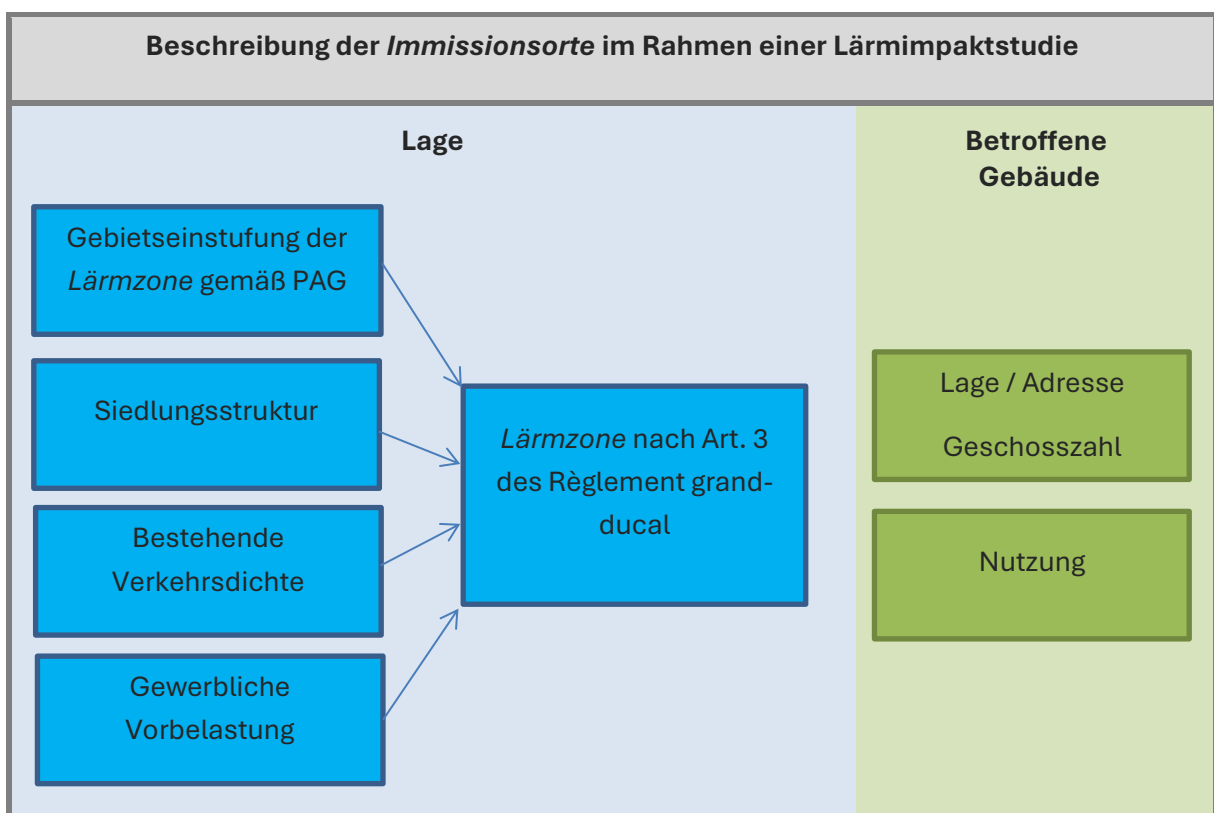 Beschreibung der Immissionsorte im Rahmen einer Lärmimpaktstudie
Lage
Gebietseinstufung der
Lärmzone gemäß PAG
Siedlungsstruktur
Bestehende
Verkehrsdichte
Gewerbliche
Vorbelastung
Lärmzone nach Art. 3
des Règlement grand-
ducal
Betroffene
Gebäude
Lage / Adresse
Geschosszahl
Nutzung